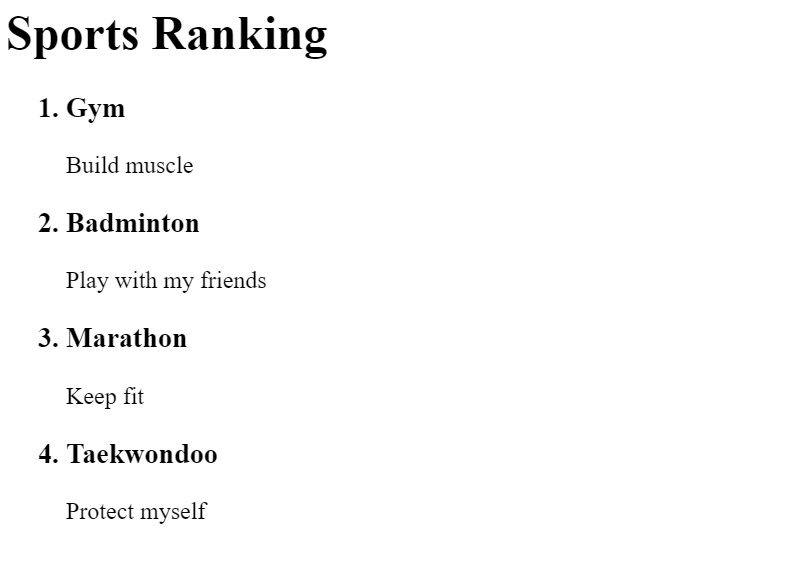 Sports Ranking
1. Gym
Build muscle
2. Badminton
Play with my friends
3. Marathon
Keep fit
4. Taekwondoo
Protect myself